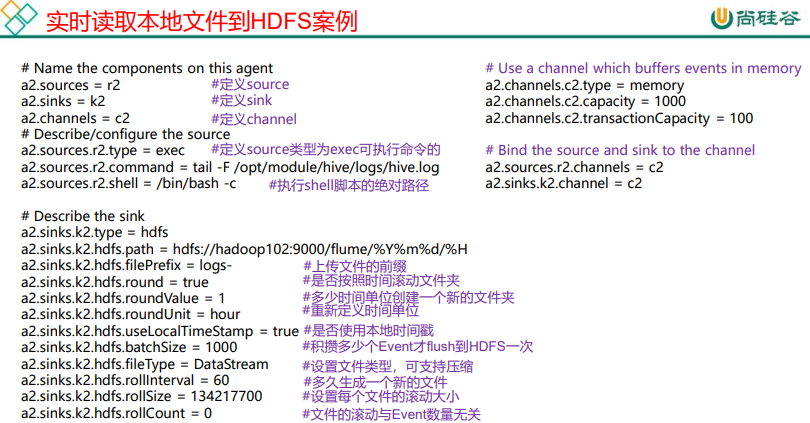 实时读取本地文件到HDFS案例
尚硅谷
# Name the components on this agent
a2.sources = r2 #定义source
a2.sinks = k2 #定义sink
a2.channels = c2 #定义channel
# Describe/configure the source
a2.sources.r2.type = exec #定义source类型为exec可执行命令的
a2.sources.r2.command = tail -F /opt/module/hive/logs/hive.log
a2.sources.r2.shell = /bin/bash -c #执行shell脚本的绝对路径
# Describe the sink
a2.sinks.k2.type = hdfs
a2.sinks.k2.hdfs.path = hdfs://hadoop102:9000/flume/%Y%m%d/%H
a2.sinks.k2.hdfs.filePrefix = logs- #上传文件的前缀
a2.sinks.k2.hdfs.round = true #是否按照时间滚动文件夹
a2.sinks.k2.hdfs.roundValue = 1 #多少时间单位创建一个新的文件夹
a2.sinks.k2.hdfs.roundUnit = hour #重新定义时间单位
a2.sinks.k2.hdfs.useLocalTimeStamp = true #是否使用本地时间戳
a2.sinks.k2.hdfs.batchSize = 1000 #积攒多少个Event才flush到HDFS一次
a2.sinks.k2.hdfs.fileType = DataStream #设置文件类型，可支持压缩
a2.sinks.k2.hdfs.rollInterval = 60 #多久生成一个新的文件
a2.sinks.k2.hdfs.rollSize = 134217700 #设置每个文件的滚动大小
a2.sinks.k2.hdfs.rollCount = 0 #文件的滚动与Event数量无关
# Use a channel which buffers events in memory
a2.channels.c2.type = memory
a2.channels.c2.capacity = 1000
a2.channels.c2.transactionCapacity = 100
# Bind the source and sink to the channel
a2.sources.r2.channels = c2
a2.sinks.k2.channel = c2